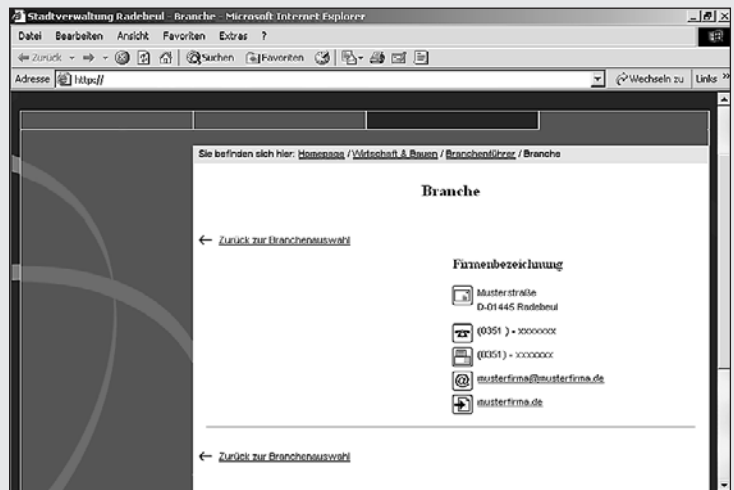 Stadtverwaltung Radebeul - Branche - Microsoft Internet Explorer
Datei Bearbeiten Ansicht Favoriten Extras ?
Zurück Suchen Favoriten
Adresse http:// Wechseln zu Links »
Sie befinden sich hier: Homepage / Wirtschaft & Bauen / Branchenführer / Branche
Branche
← Zurück zur Branchenauswahl
Firmenbezeichnung
Musterstraße
D-01445 Radebeul
(0351 ) - xxxxxxx
(0351) - xxxxxxx
@ musterfirma@musterfirma.de
musterfirma.de
← Zurück zur Branchenauswahl